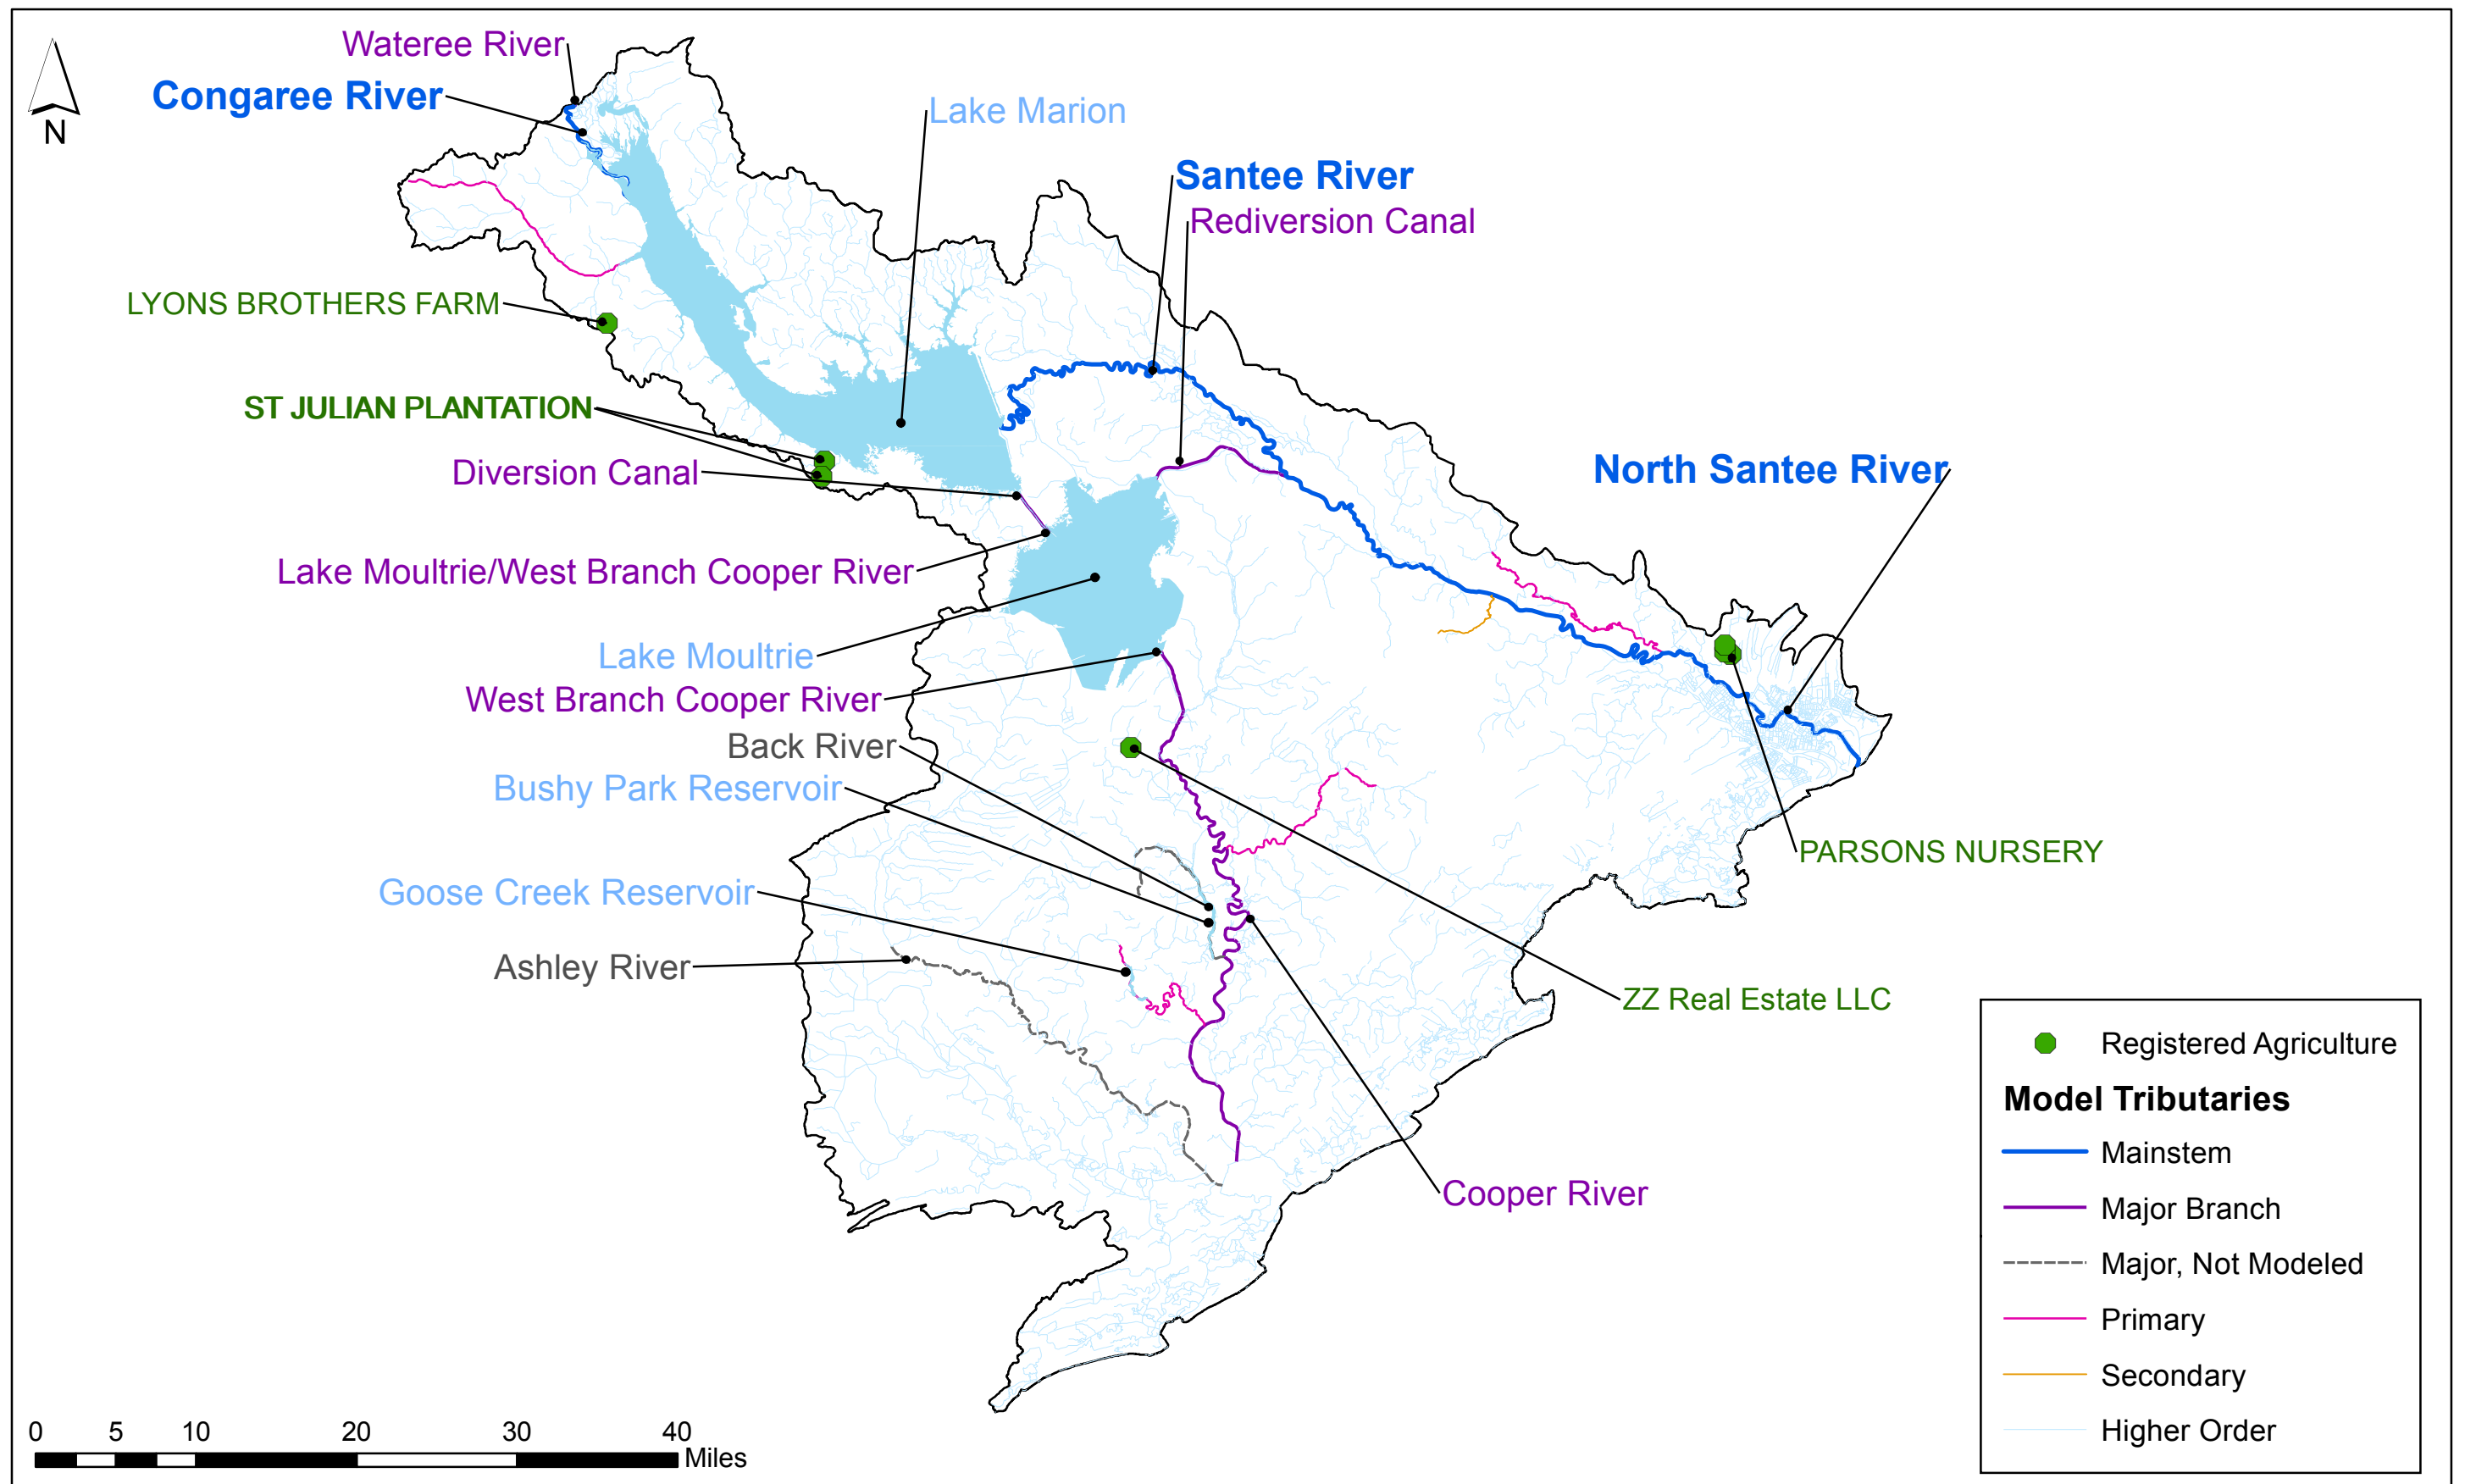 Wateree River
Congaree River
N
Lake Marion
Santee River
Rediversion Canal
LYONS BROTHERS FARM
ST JULIAN PLANTATION
Diversion Canal
North Santee River
Lake Moultrie/West Branch Cooper River
Lake Moultrie
West Branch Cooper River
Back River
Bushy Park Reservoir
PARSONS NURSERY
Goose Creek Reservoir
Ashley River
ZZ Real Estate LLC
Cooper River
Registered Agriculture
Model Tributaries
Mainstem
Major Branch
Major, Not Modeled
Primary
Secondary
Higher Order
0 5 10 20 30 40
Miles